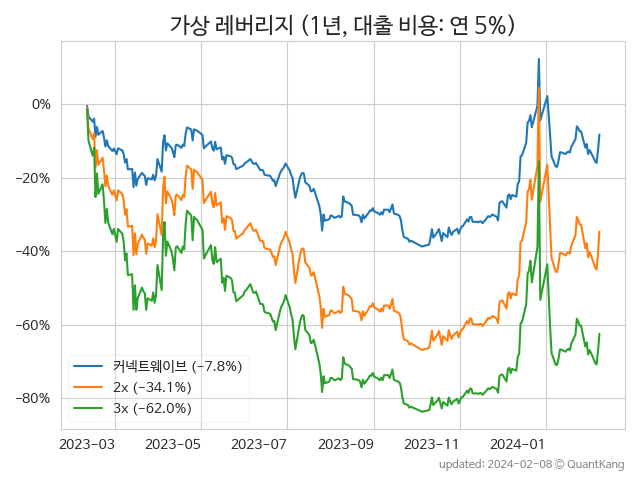 가상 레버리지 (1년, 대출 비용: 연 5%)
0%
−20%
−40%
−60%
−80%
커넥트웨이브 (−7.8%)
2x (−34.1%)
3x (−62.0%)
2023-03 2023-05 2023-07 2023-09 2023-11 2024-01
updated: 2024-02-08 © QuantKang